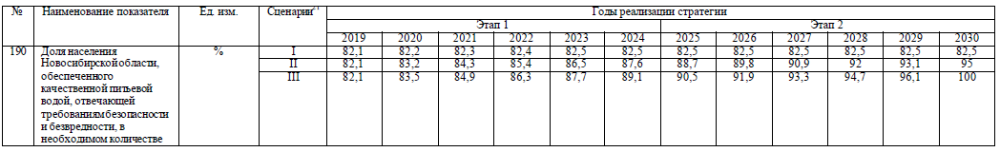 № Наименование показателя Ед. изм. Сценарии Годы реализации стратегии
Этап 1 Этап 2
2019 2020 2021 2022 2023 2024 2025 2026 2027 2028 2029 2030
190 Доля населения % I 82,1 82,2 82,3 82,4 82,5 82,5 82,5 82,5 82,5 82,5 82,5 82,5
Новосибирской области, II 82,1 83,2 84,3 85,4 86,5 87,6 88,7 89,8 90,9 92 93,1 95
обеспеченного III 82,1 83,5 84,9 86,3 87,7 89,1 90,5 91,9 93,3 94,7 96,1 100
качественной питьевой
водой, отвечающей
требованиям безопасности
и безвредности, в
необходимом количестве